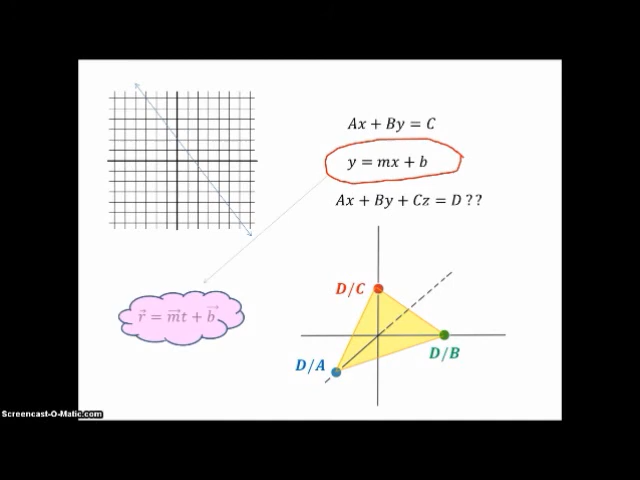 Ax + By = C
y = mx + b
Ax + By + Cz = D ??
D/C
r⃗ = m⃗t + b⃗
D/B
D/A
Screencast-O-Matic.com